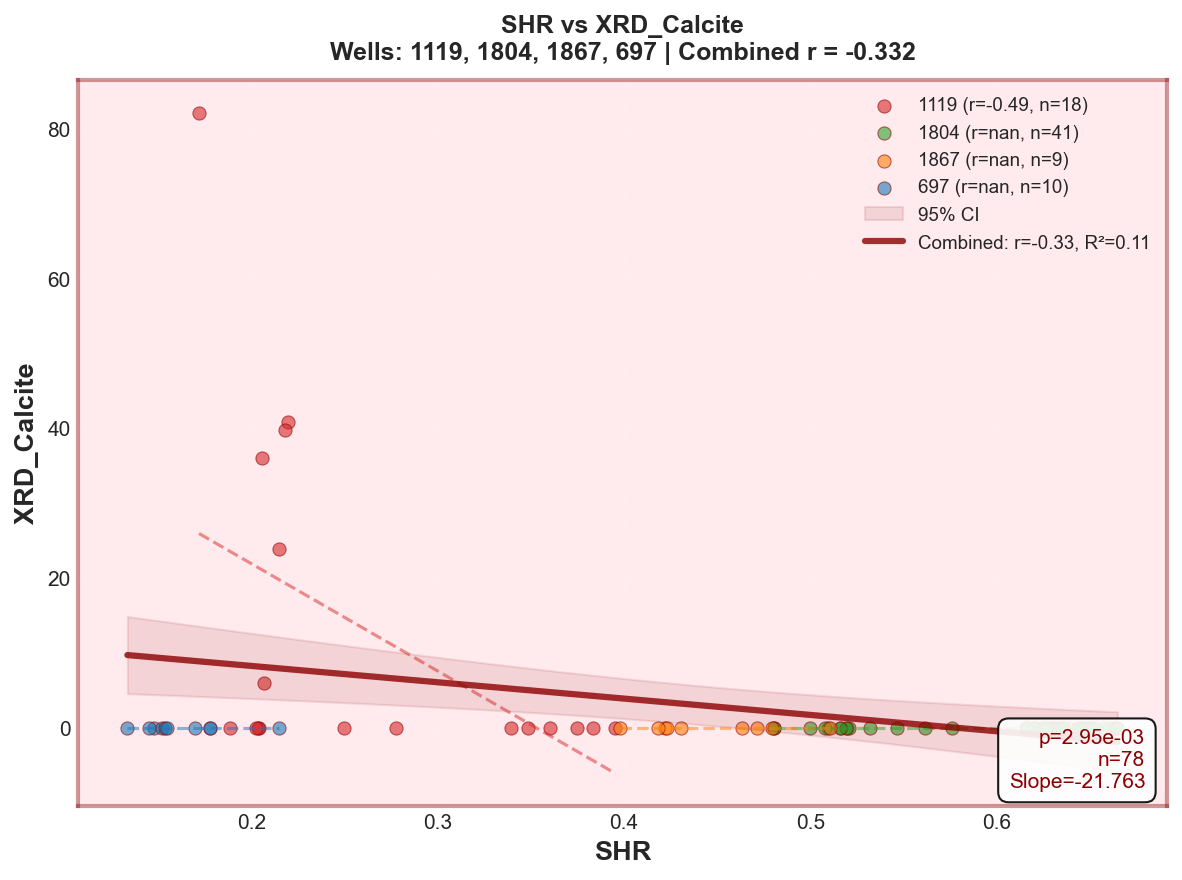 SHR vs XRD_Calcite
Wells: 1119, 1804, 1867, 697 | Combined r = -0.332
1119 (r=-0.49, n=18)
1804 (r=nan, n=41)
1867 (r=nan, n=9)
697 (r=nan, n=10)
95% CI
Combined: r=-0.33, R²=0.11
XRD_Calcite
80
60
40
20
0
p=2.95e-03
n=78
Slope=-21.763
0.2
0.3
0.4
0.5
0.6
SHR